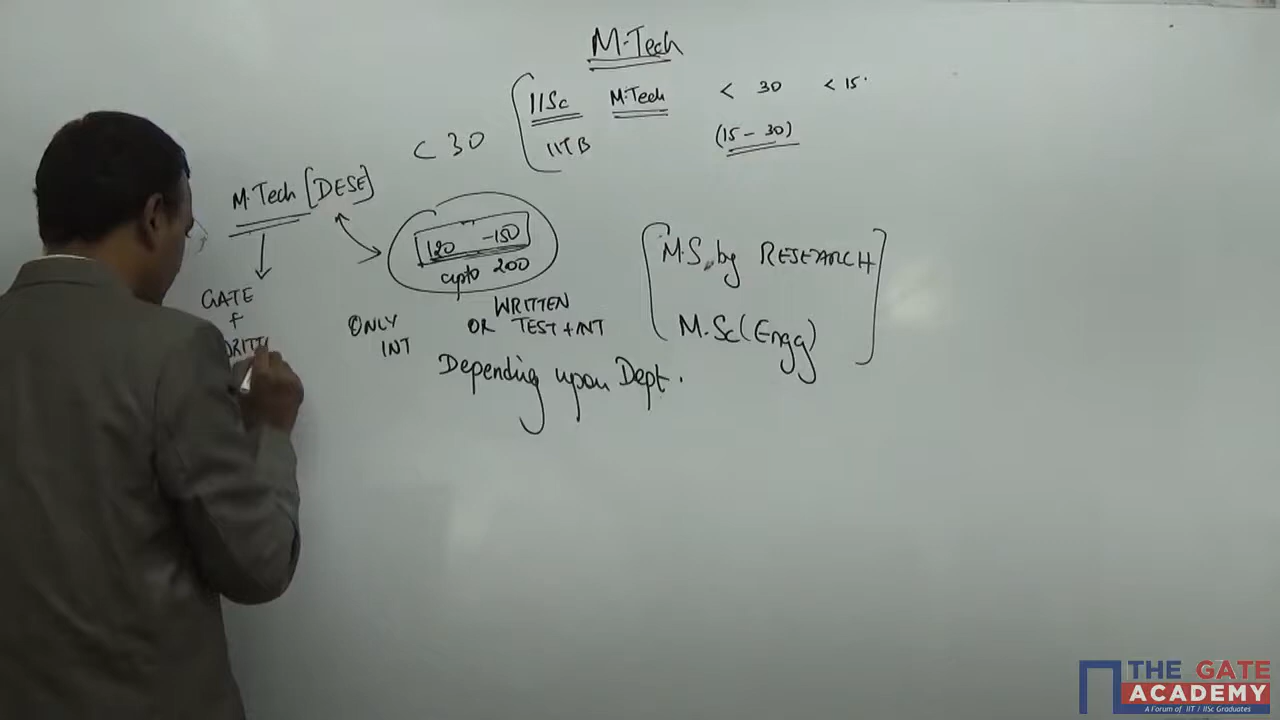 M.Tech
IISc M.Tech < 30 < 15
< 30 IITB (15 - 30)
M.Tech [DESE]
120 - 150
upto 200
M.S. by RESEARCH
GATE
+
ONLY
INT
WRITTEN
OR TEST + INT
M.Sc(Engg)
Depending upon Dept.
THE GATE
ACADEMY
A Forum of IIT / IISc Graduates